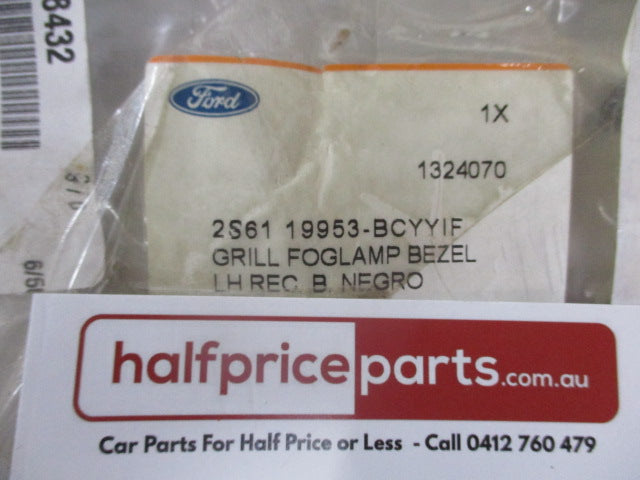 8432
Ford
1X
1324070
2S61 19953-BCYYIF
GRILL FOGLAMP BEZEL
LH REC. B. NEGRO
halfpriceparts.com.au
Car Parts For Half Price or Less - Call 0412 760 479